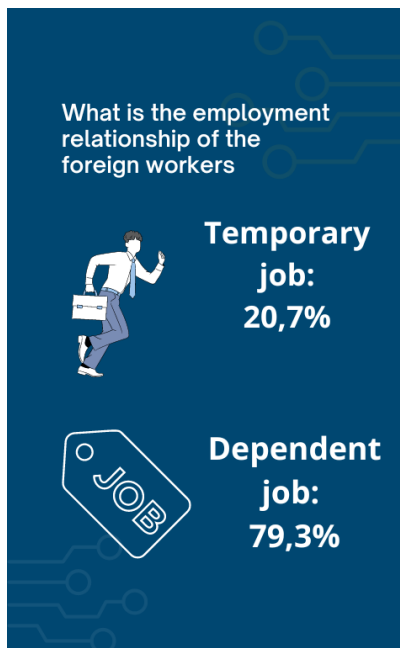 What is the employment
relationship of the
foreign workers
Temporary
job:
20,7%
JOB
Dependent
job:
79,3%